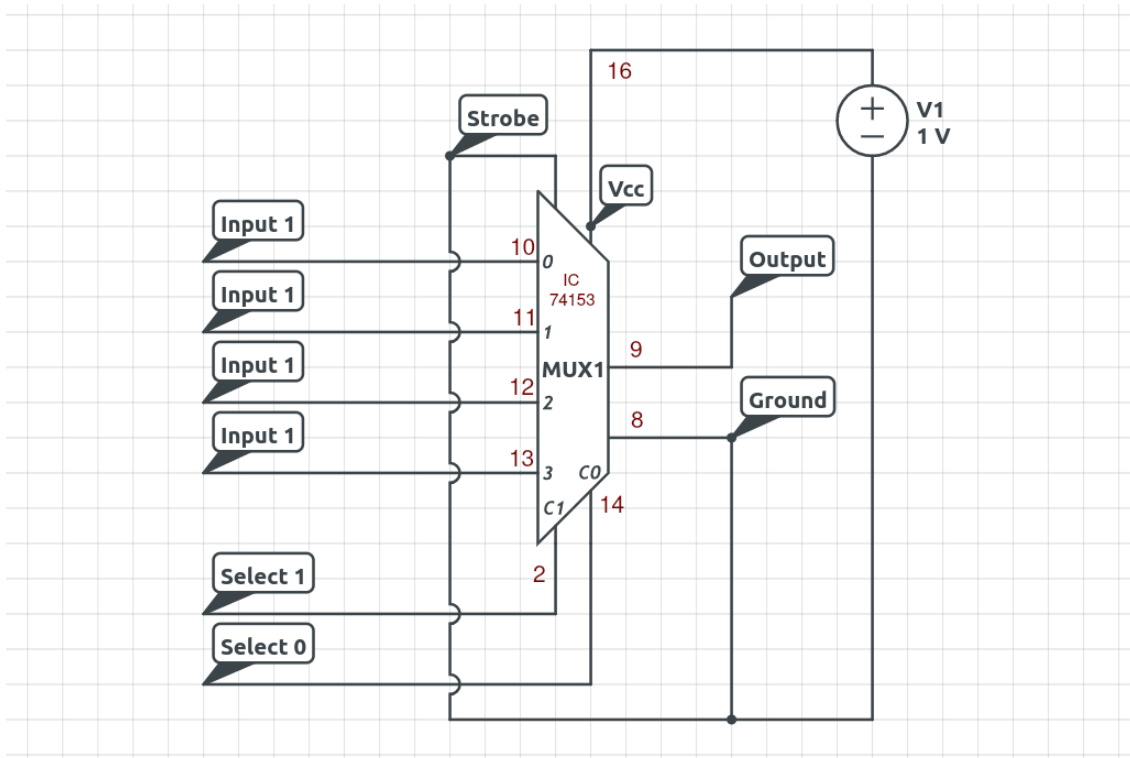 16
V1
1 V
Strobe
Vcc
Input 1
10
0
Output
IC
74153
Input 1
11
1
9
MUX1
Input 1
12
2
Ground
8
Input 1
13
3
C0
14
C1
2
Select 1
Select 0